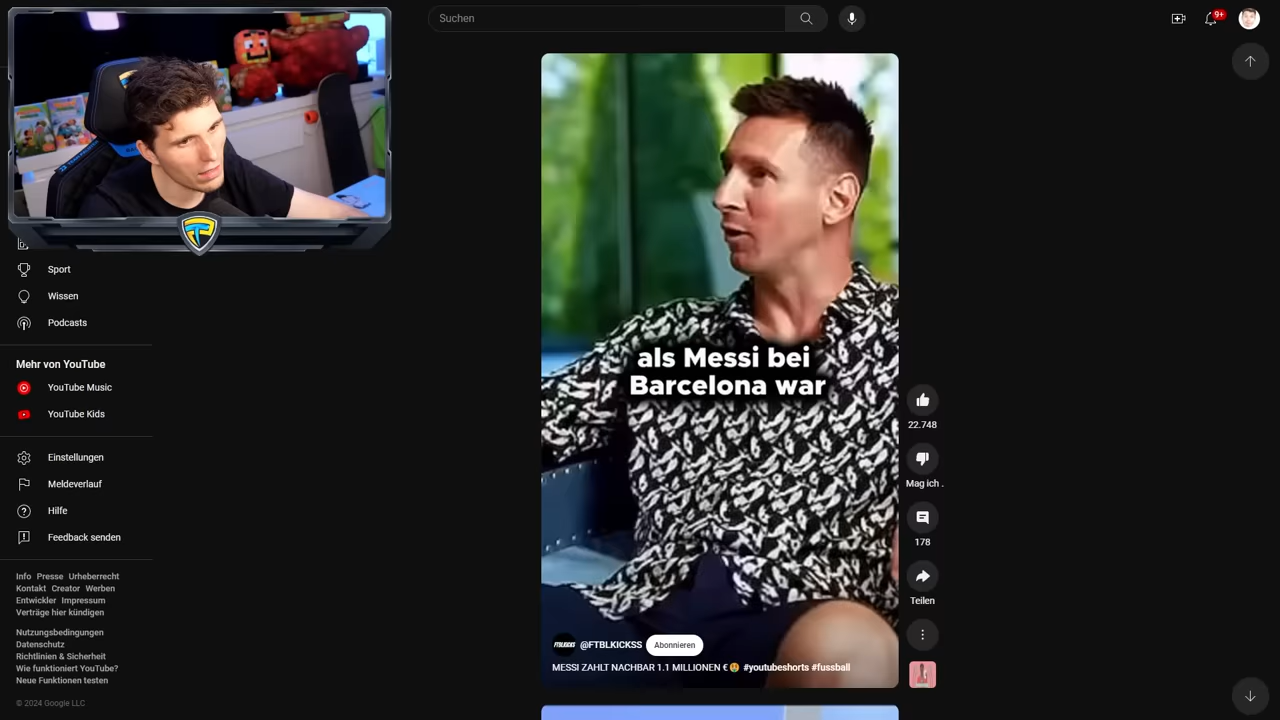 Suchen
9+
Sport
Wissen
Podcasts
Mehr von YouTube
YouTube Music
YouTube Kids
Einstellungen
Meldeverlauf
Hilfe
Feedback senden
Info Presse Urheberrecht
Kontakt Creator Werben
Entwickler Impressum
Verträge hier kündigen
Nutzungsbedingungen
Datenschutz
Richtlinien & Sicherheit
Wie funktioniert YouTube?
Neue Funktionen testen
© 2024 Google LLC
als Messi bei
Barcelona war
FTBLKICKS
@FTBLKICKSS
Abonnieren
MESSI ZAHLT NACHBAR 1.1 MILLIONEN €🤑 #youtubeshorts #fussball
22.748
Mag ich .
178
Teilen